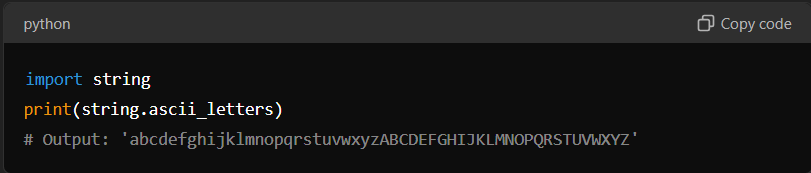 python
Copy code
import string
print(string.ascii_letters)
# Output: 'abcdefghijklmnopqrstuvwxyzABCDEFGHIJKLMNOPQRSTUVWXYZ'